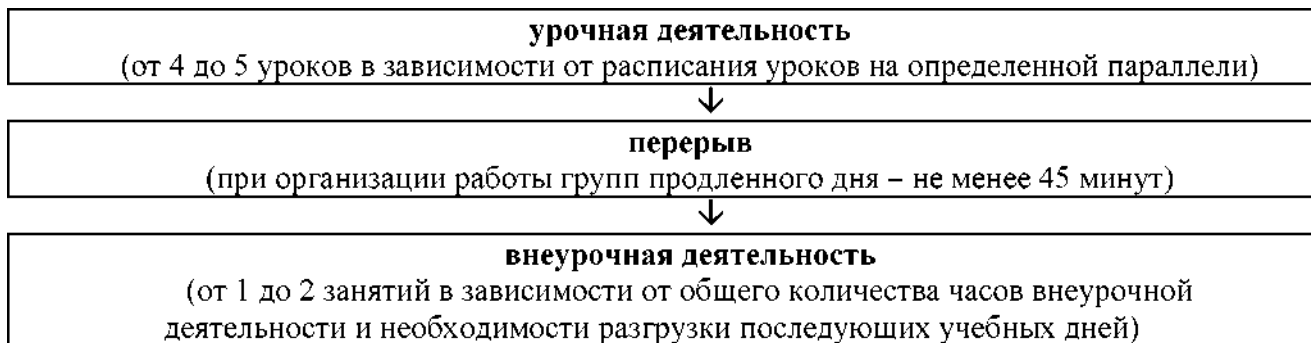 урочная деятельность
(от 4 до 5 уроков в зависимости от расписания уроков на определенной параллели)
перерыв
(при организации работы групп продленного дня – не менее 45 минут)
внеурочная деятельность
(от 1 до 2 занятий в зависимости от общего количества часов внеурочной
деятельности и необходимости разгрузки последующих учебных дней)